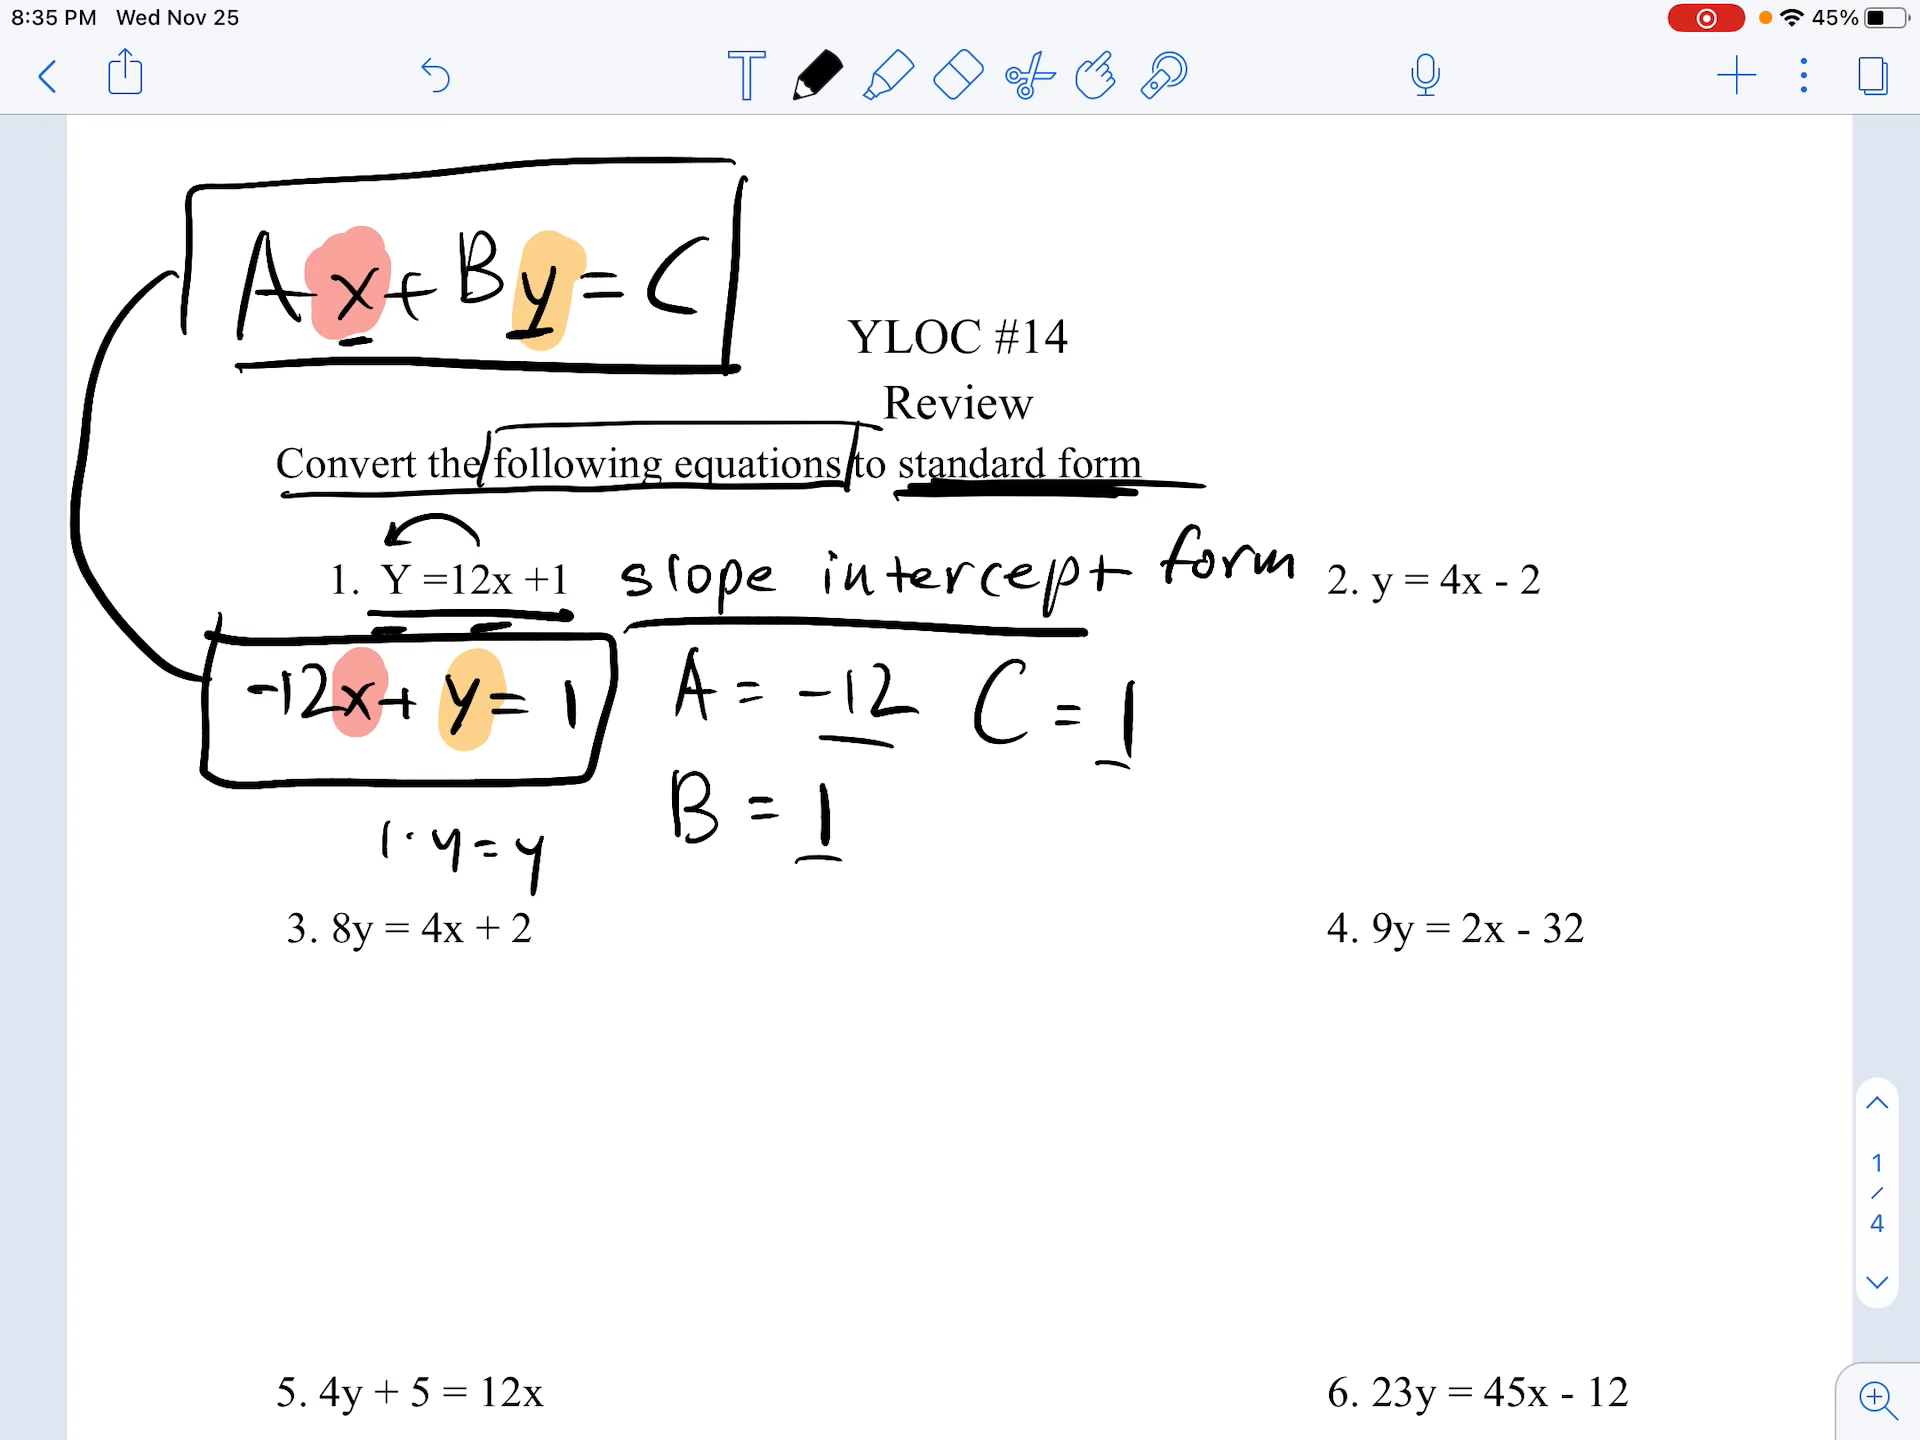 8:35 PM Wed Nov 25
45%
T
Ax + By = C
YLOC #14
Review
Convert the following equations to standard form
1. Y =12x +1 slope intercept form 2. y = 4x - 2
-12x + y = 1 A = -12 C = 1
B = 1
1 · y = y
3. 8y = 4x + 2 4. 9y = 2x - 32
1
/
4
5. 4y + 5 = 12x 6. 23y = 45x - 12